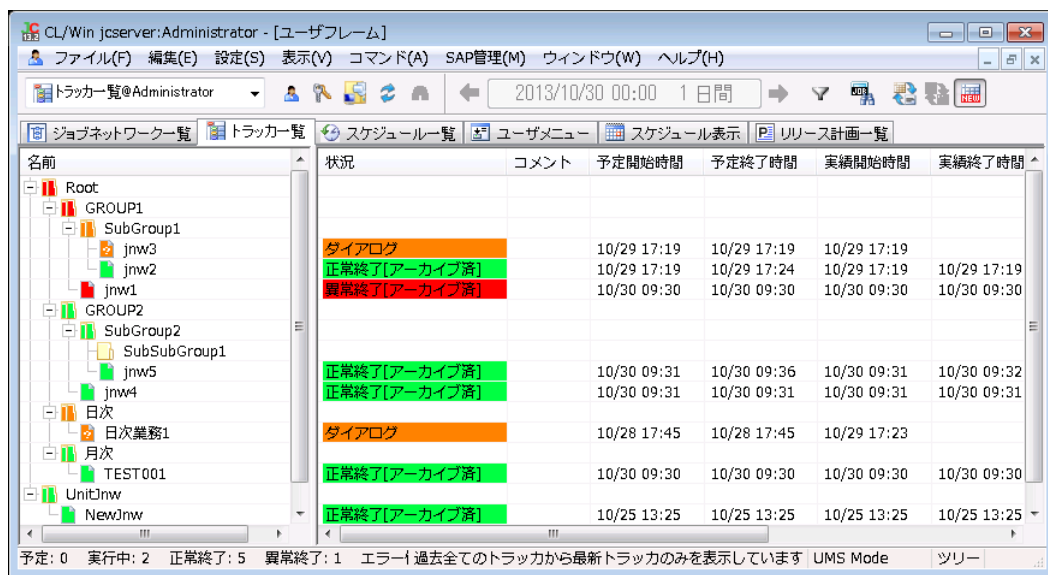 CL/Win jcserver:Administrator - [ユーザフレーム]
ファイル(F) 編集(E) 設定(S) 表示(V) コマンド(A) SAP管理(M) ウィンドウ(W) ヘルプ(H)
トラッカ一覧@Administrator 2013/10/30 00:00 1 日間 JOB NEW
ジョブネットワーク一覧 トラッカ一覧 スケジュール一覧 ユーザメニュー スケジュール表示 リリース計画一覧
名前 状況 コメント 予定開始時間 予定終了時間 実績開始時間 実績終了時間
Root
GROUP1
SubGroup1
jnw3 ダイアログ 10/29 17:19 10/29 17:19 10/29 17:19
jnw2 正常終了[アーカイブ済] 10/29 17:19 10/29 17:24 10/29 17:19 10/29 17:19
jnw1 異常終了[アーカイブ済] 10/30 09:30 10/30 09:30 10/30 09:30 10/30 09:30
GROUP2
SubGroup2
SubSubGroup1
jnw5 正常終了[アーカイブ済] 10/30 09:31 10/30 09:36 10/30 09:31 10/30 09:32
jnw4 正常終了[アーカイブ済] 10/30 09:31 10/30 09:31 10/30 09:31 10/30 09:31
日次
日次業務1 ダイアログ 10/28 17:45 10/28 17:45 10/29 17:23
月次
TEST001 正常終了[アーカイブ済] 10/30 09:30 10/30 09:30 10/30 09:30 10/30 09:30
UnitJnw
NewJnw 正常終了[アーカイブ済] 10/25 13:25 10/25 13:25 10/25 13:25 10/25 13:25
予定: 0 実行中: 2 正常終了: 5 異常終了: 1 エラー 過去全てのトラッカから最新トラッカのみを表示しています UMS Mode ツリー